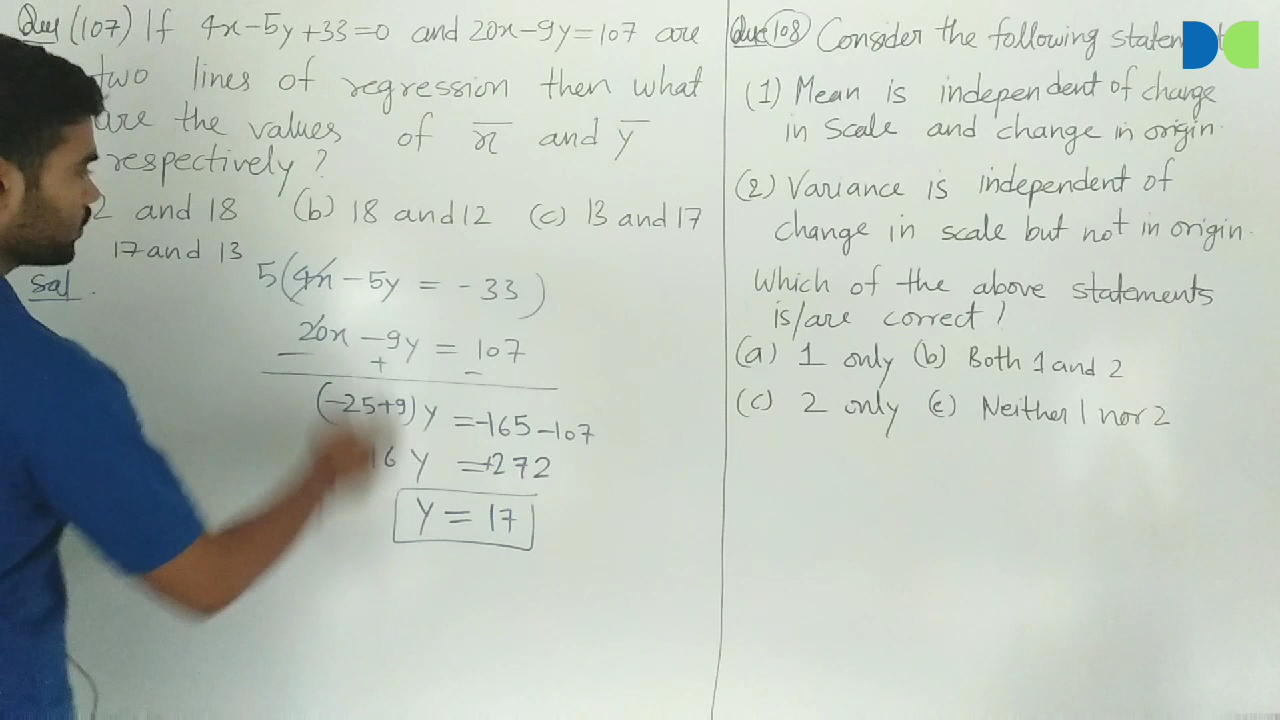 Que (107) If 4x-5y+33=0 and 20x-9y=107 are
two lines of regression then what
are the values of x̅ and y̅
respectively?
2 and 18 (b) 18 and 12 (c) 13 and 17
17 and 13
Sol.
5(4x - 5y = -33)
20x - 9y = 107
- + -
(-25+9)y = -165-107
16 y = +272
y = 17
Que (108) Consider the following statement
(1) Mean is independent of change
in Scale and change in origin.
(2) Variance is independent of
change in scale but not in origin.
Which of the above statements
is/are correct?
(a) 1 only (b) Both 1 and 2
(c) 2 only (e) Neither 1 nor 2